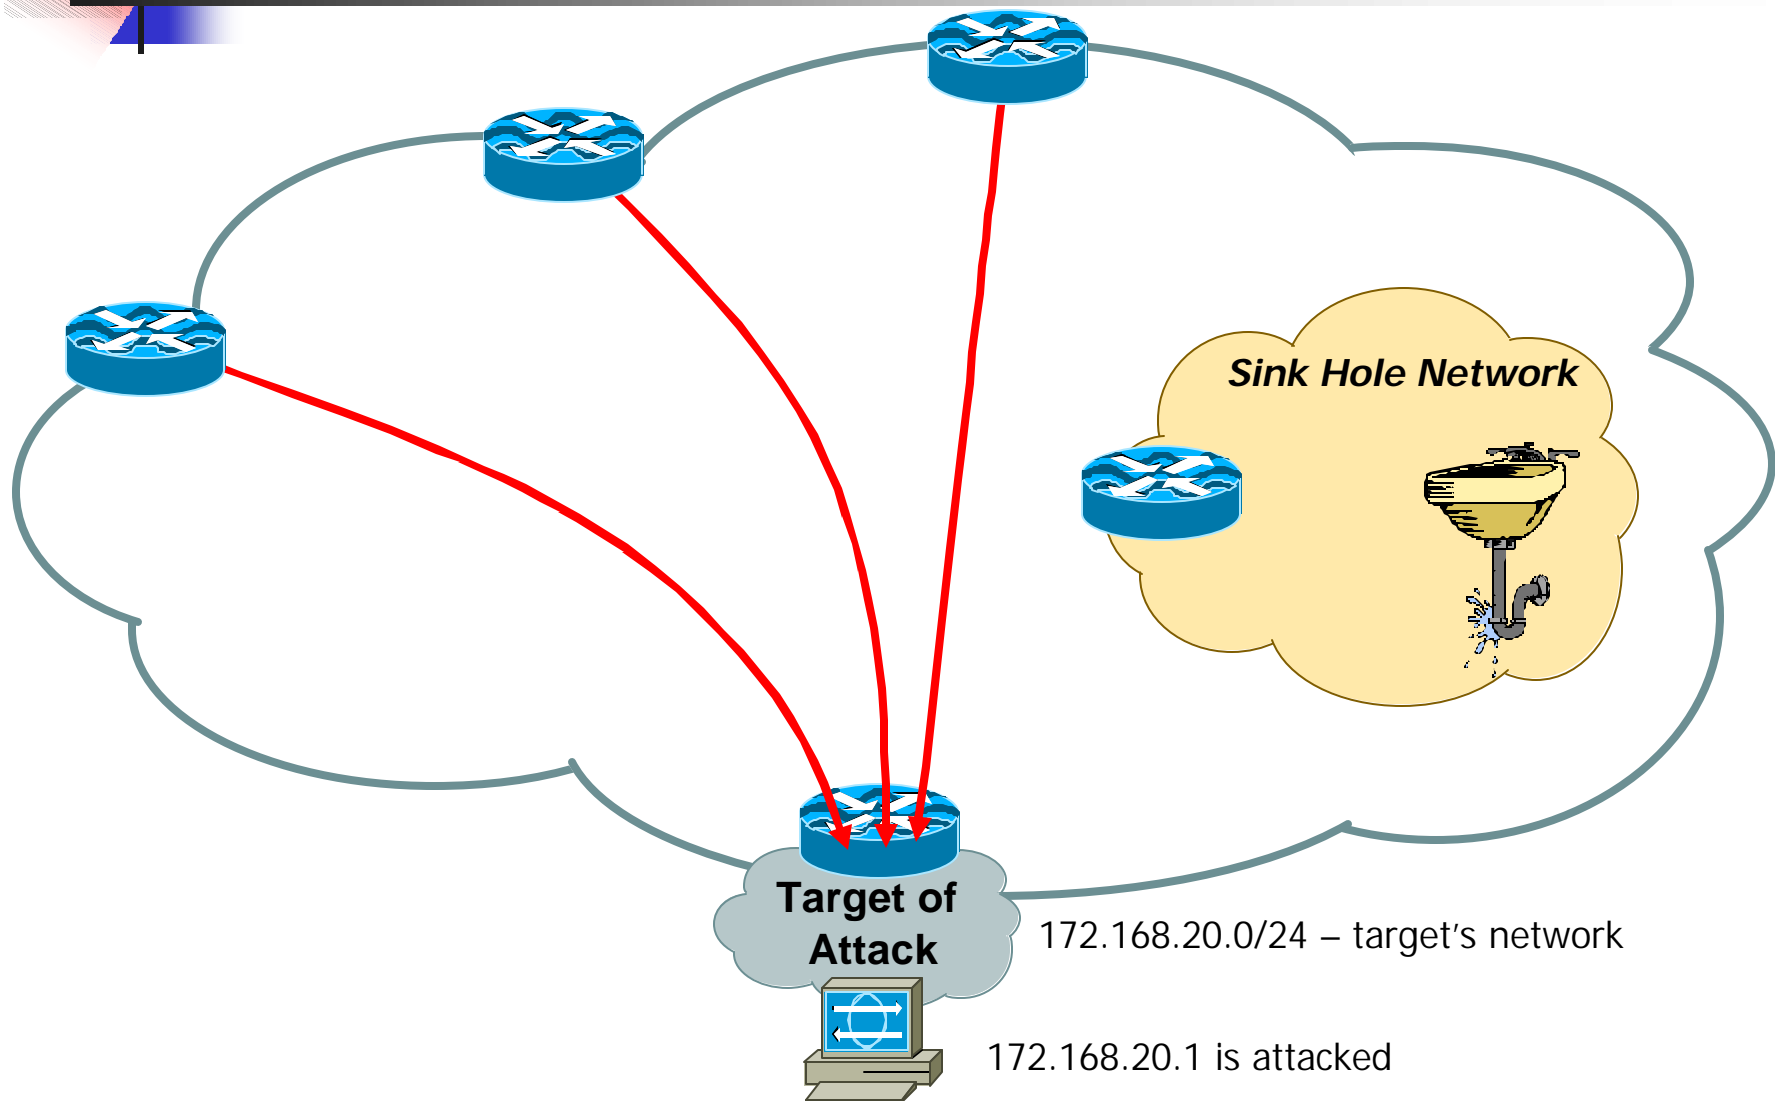 Sink Hole Network
Target of
Attack
172.168.20.0/24 – target’s network
172.168.20.1 is attacked